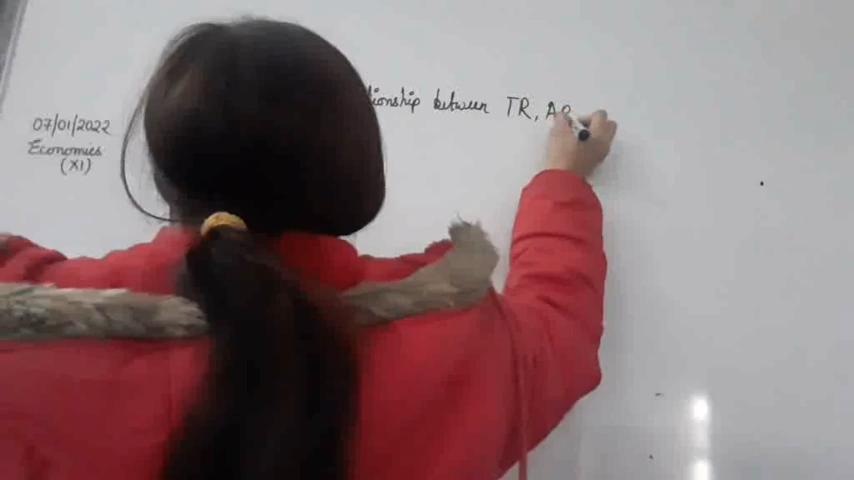 07/01/2022
Economics
(XI)
tionship between TR, AR